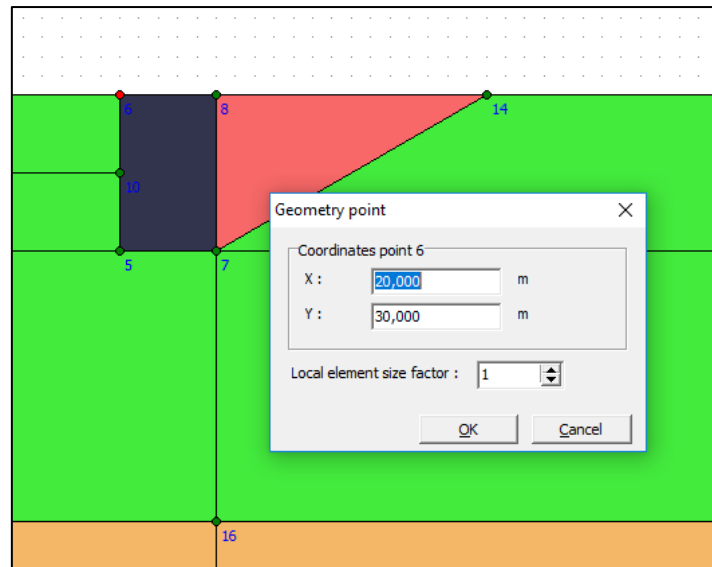 6 8 14
10
Geometry point
Coordinates point 6
X : 20,000 m
5 7
Y : 30,000 m
Local element size factor : 1
OK Cancel
16